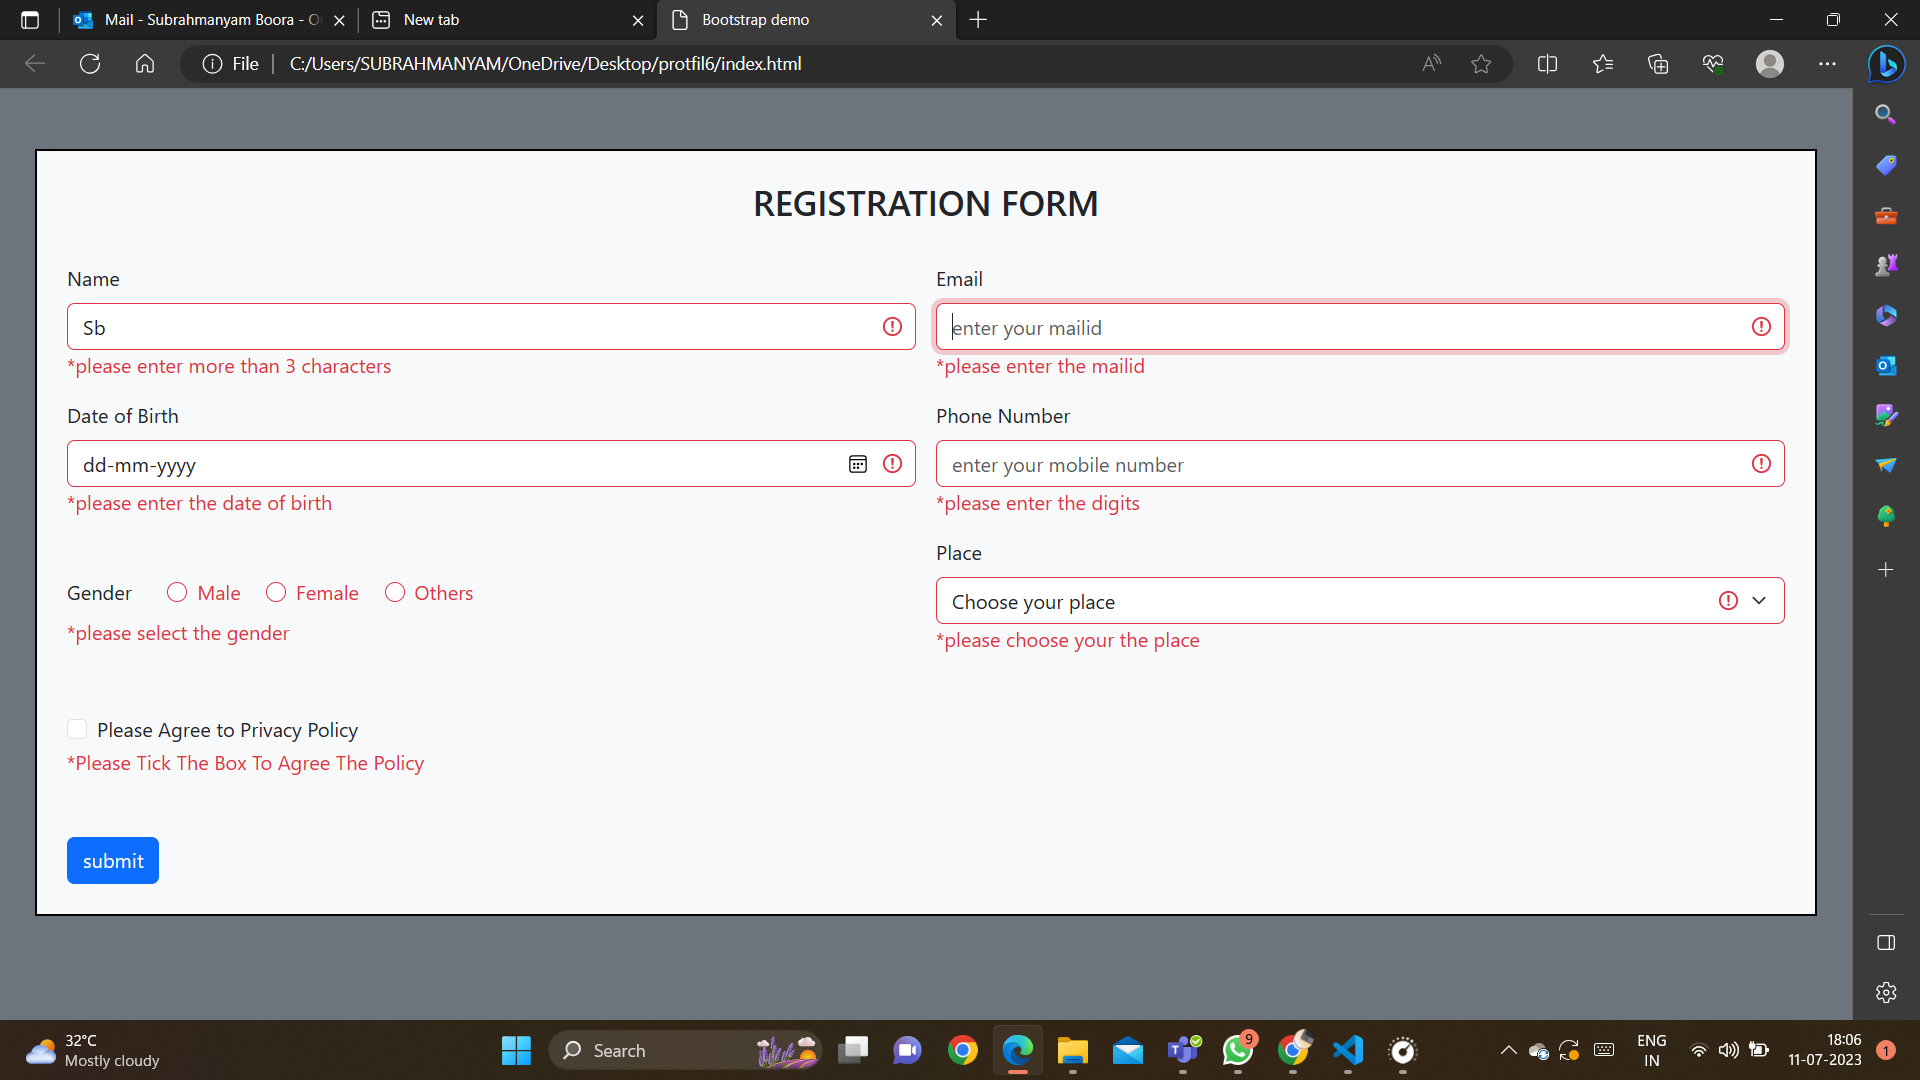 Mail - Subrahmanyam Boora - O
New tab
Bootstrap demo
File
C:/Users/SUBRAHMANYAM/OneDrive/Desktop/protfil6/index.html
REGISTRATION FORM
Name
Email
Sb
enter your mailid
*please enter more than 3 characters
*please enter the mailid
Date of Birth
Phone Number
dd-mm-yyyy
enter your mobile number
*please enter the date of birth
*please enter the digits
Place
Gender
Male
Female
Others
Choose your place
*please select the gender
*please choose your the place
Please Agree to Privacy Policy
*Please Tick The Box To Agree The Policy
submit
32°C
Mostly cloudy
Search
9
ENG
IN
18:06
11-07-2023
1